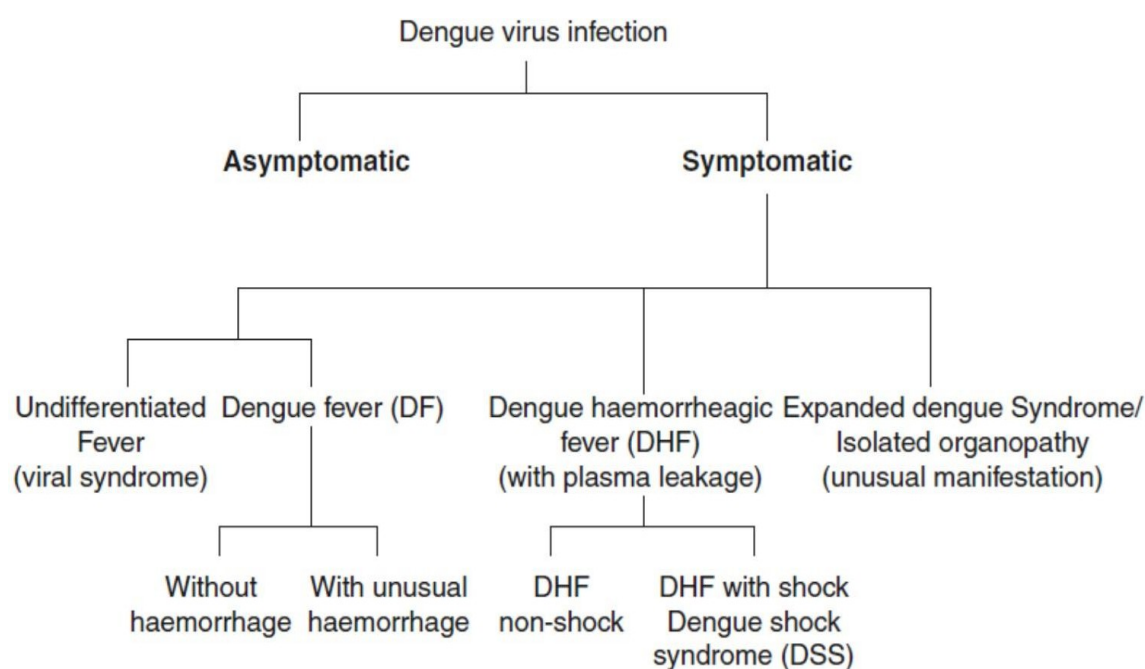 Dengue virus infection
Asymptomatic
Symptomatic
Undifferentiated
Fever
(viral syndrome)
Dengue fever (DF)
Dengue haemorrheagic
fever (DHF)
(with plasma leakage)
Expanded dengue Syndrome/
Isolated organopathy
(unusual manifestation)
Without
haemorrhage
With unusual
haemorrhage
DHF
non-shock
DHF with shock
Dengue shock
syndrome (DSS)